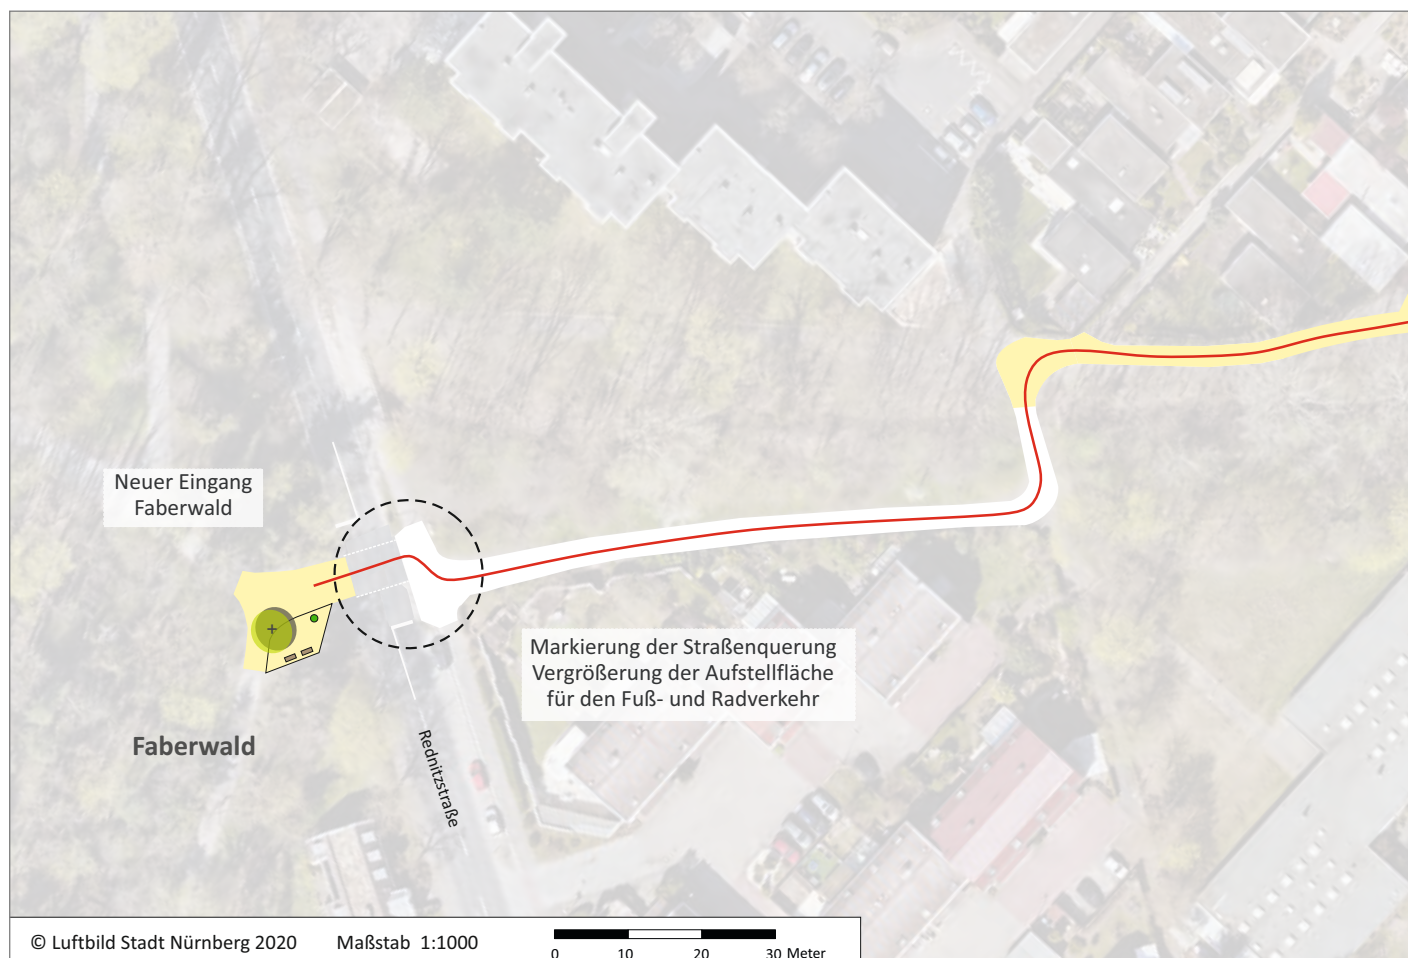 Neuer Eingang
Faberwald
Markierung der Straßenquerung
Vergrößerung der Aufstellfläche
für den Fuß- und Radverkehr
Faberwald
Rednitzstraße
© Luftbild Stadt Nürnberg 2020 Maßstab 1:1000
0 10 20 30 Meter